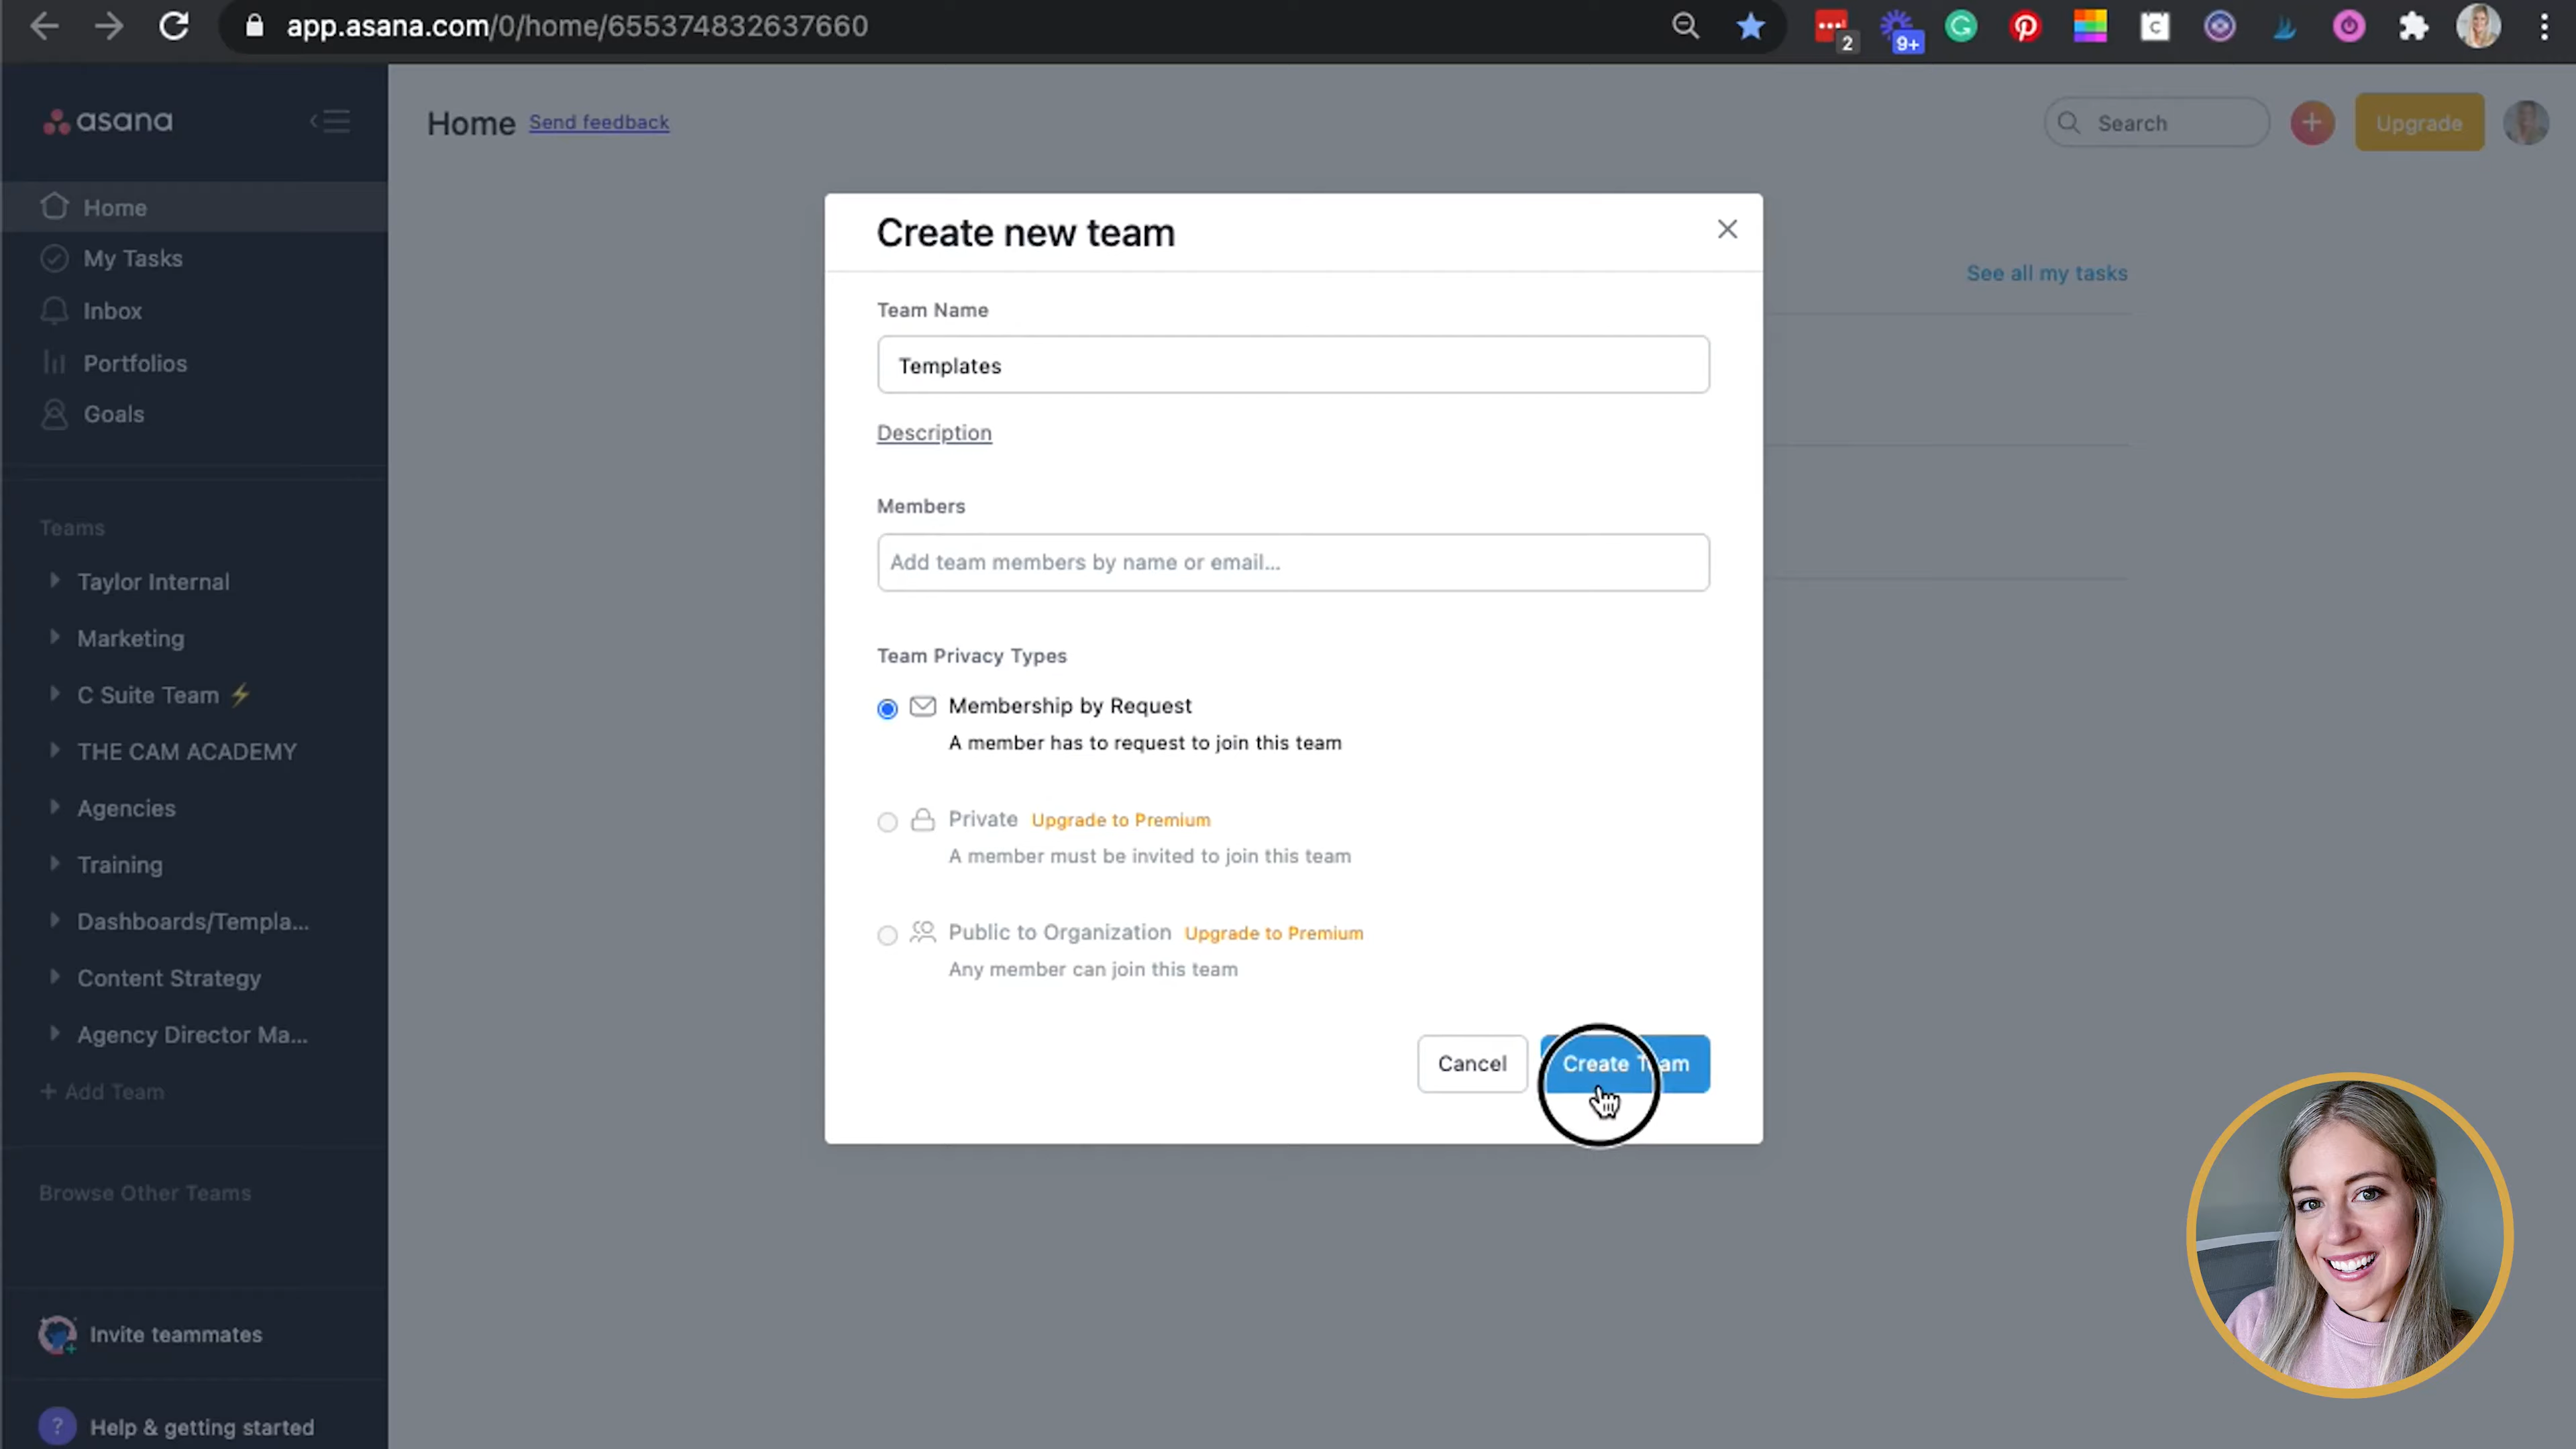 app.asana.com/0/home/655374832637660
2
9+
C
asana
Home Send feedback
Search
Upgrade
Home
My Tasks
Inbox
Portfolios
Goals
Teams
Taylor Internal
Marketing
C Suite Team ⚡
THE CAM ACADEMY
Agencies
Training
Dashboards/Templa...
Content Strategy
Agency Director Ma...
+ Add Team
Browse Other Teams
Invite teammates
? Help & getting started
See all my tasks
Create new team
Team Name
Templates
Description
Members
Add team members by name or email...
Team Privacy Types
Membership by Request
A member has to request to join this team
Private Upgrade to Premium
A member must be invited to join this team
Public to Organization Upgrade to Premium
Any member can join this team
Cancel
Create Team